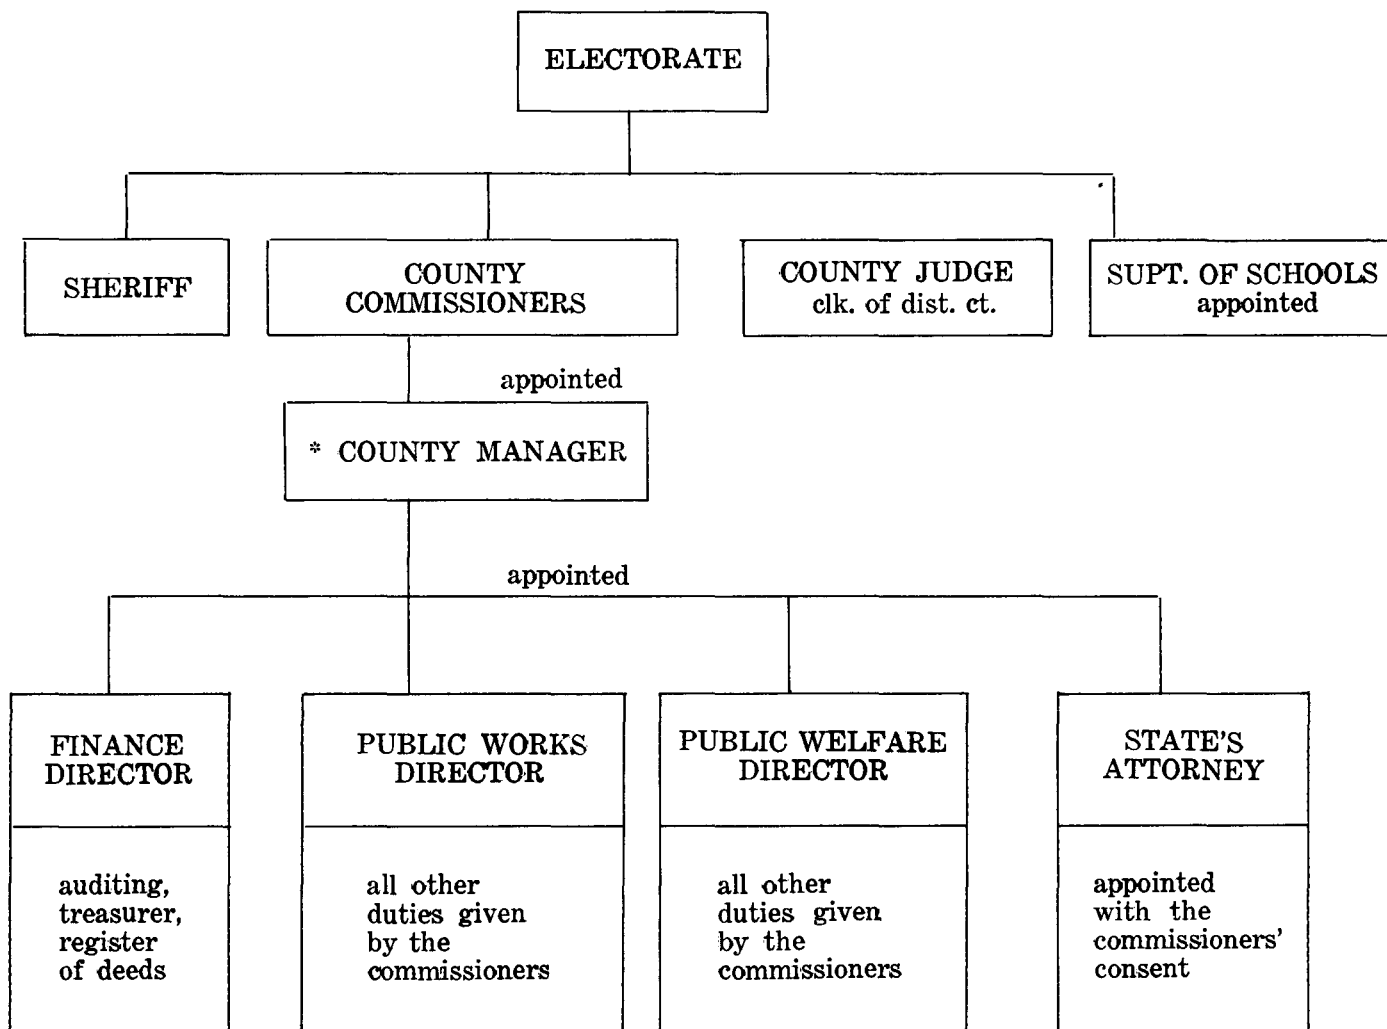 ELECTORATE
SHERIFF
COUNTY
COMMISSIONERS
COUNTY JUDGE
clk. of dist. ct.
SUPT. OF SCHOOLS
appointed
appointed
* COUNTY MANAGER
appointed
FINANCE
DIRECTOR
auditing,
treasurer,
register
of deeds
PUBLIC WORKS
DIRECTOR
all other
duties given
by the
commissioners
PUBLIC WELFARE
DIRECTOR
all other
duties given
by the
commissioners
STATE'S
ATTORNEY
appointed
with the
commissioners'
consent